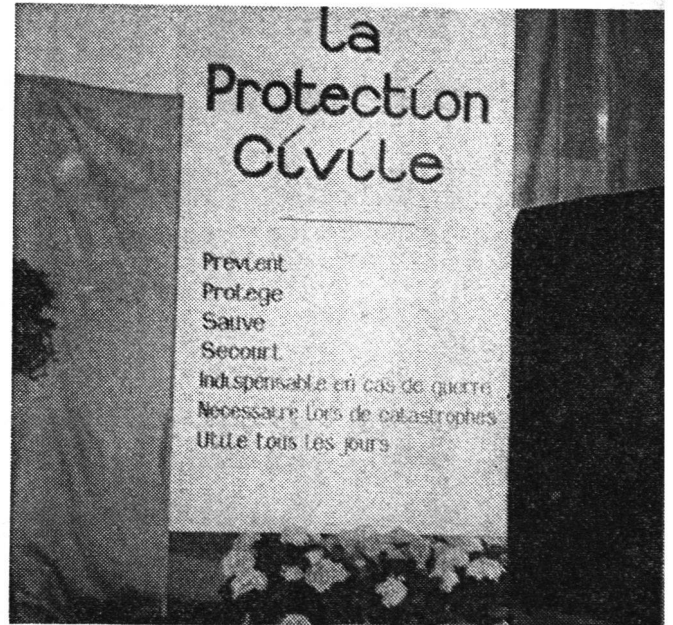 La
Protection
Civile
Previent
Protege
Sauve
Secourt
Indispensable en cas de guerre
Necessaire lors de catastrophes
Utile tous les jours